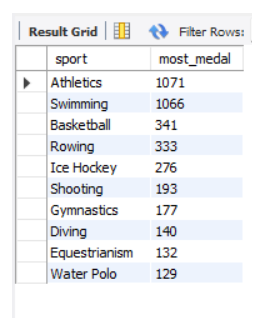 Result Grid Filter Rows:
sport most_medal
Athletics 1071
Swimming 1066
Basketball 341
Rowing 333
Ice Hockey 276
Shooting 193
Gymnastics 177
Diving 140
Equestrianism 132
Water Polo 129